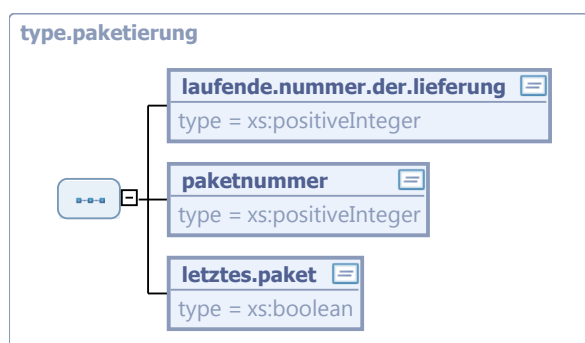 type.paketierung
laufende.nummer.der.lieferung
type = xs:positiveInteger
paketnummer
type = xs:positiveInteger
letztes.paket
type = xs:boolean